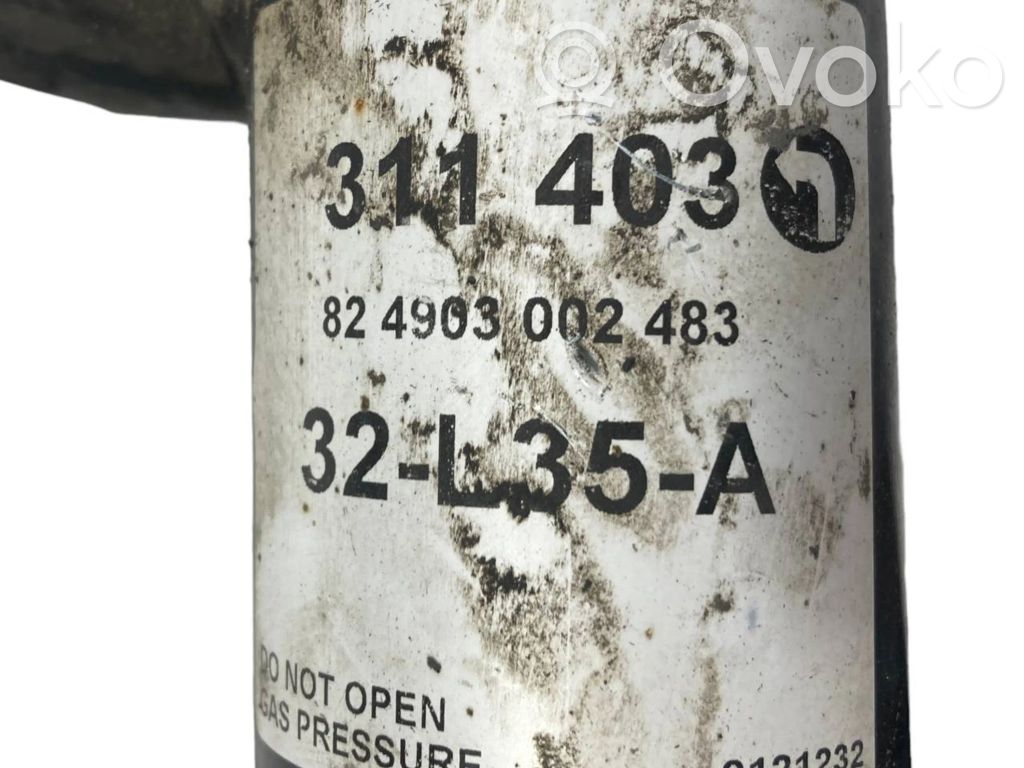 Ovoko
311 403
82 4903 002 483
32-L35-A
DO NOT OPEN
GAS PRESSURE